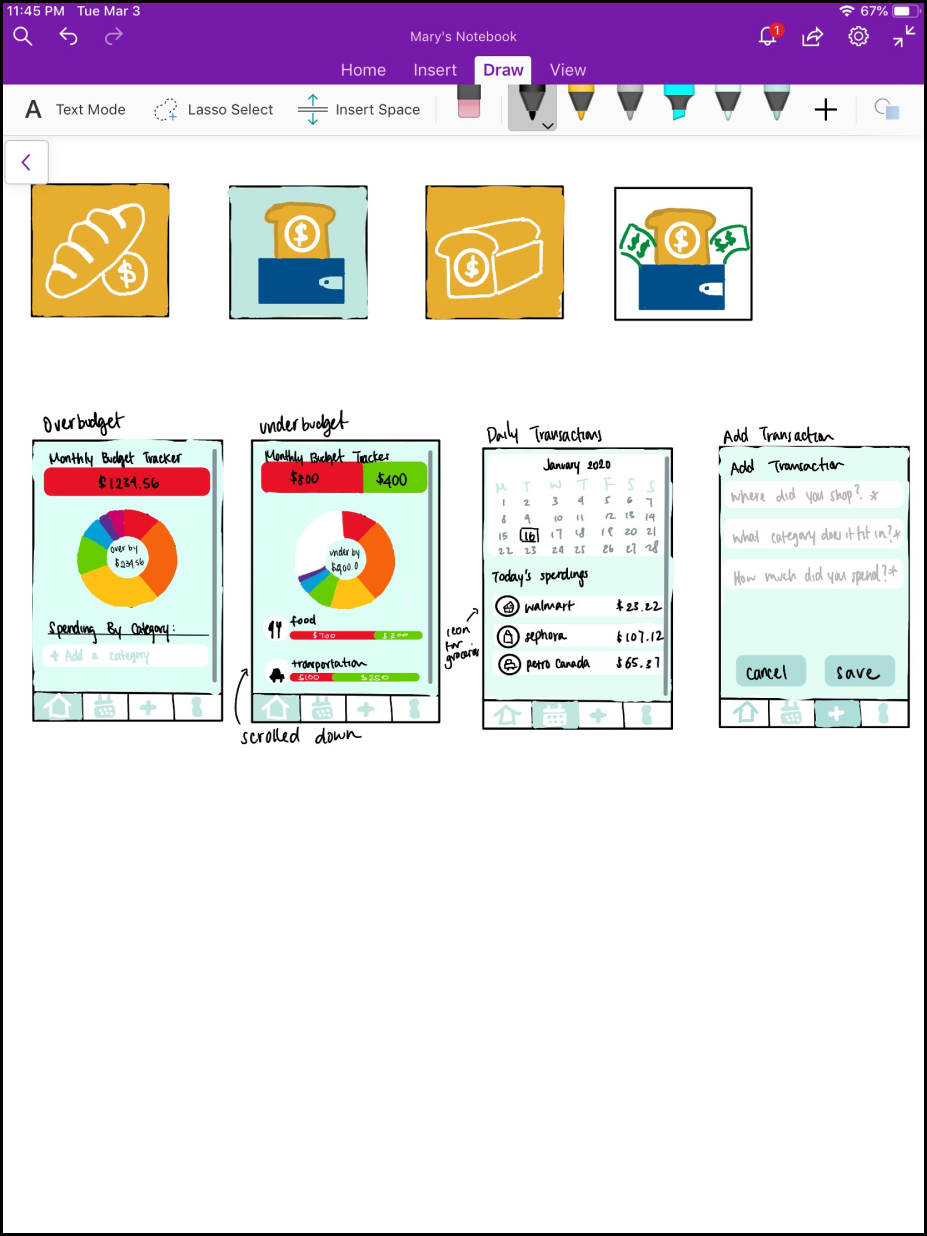 11:45 PM Tue Mar 3
67%
1
Mary's Notebook
Home Insert Draw View
A Text Mode Lasso Select Insert Space
$
$
$
$$ $ $$
Overbudget
Monthly Budget Tracker
$1234.56
over by
$234.56
Spending By Category:
+ Add a category
underbudget
Monthly Budget Tracker
$800 $400
under by
$400.0
food
$700 $300
transportation
$100 $250
scrolled down
Daily Transactions
January 2020
M T W T F S S
1 2 3 4 5 6 7
8 9 10 11 12 13 14
15 16 17 18 19 20 21
22 23 24 25 26 27 28
Today's spendings
icon
for
groceries
walmart $23.22
sephora $107.12
petro Canada $65.37
Add Transaction
Add Transaction
where did you shop? *
what category does it fit in?*
How much did you spend?*
cancel save